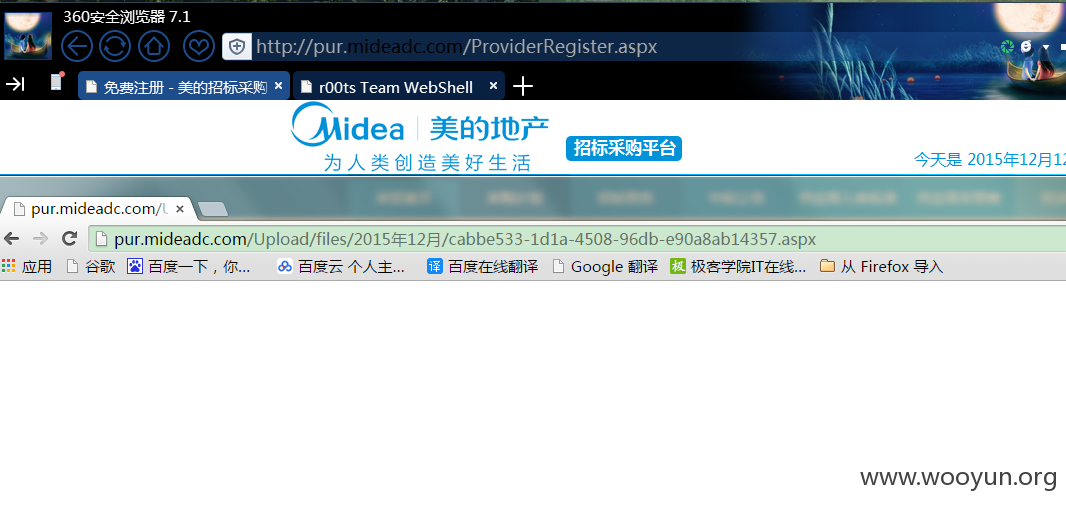 360安全浏览器 7.1
http://pur.mideadc.com/ProviderRegister.aspx
免费注册 - 美的招标采购 r00ts Team WebShell
Midea 美的地产 招标采购平台
为人类创造美好生活 今天是 2015年12月12
pur.mideadc.com/U
pur.mideadc.com/Upload/files/2015年12月/cabbe533-1d1a-4508-96db-e90a8ab14357.aspx
应用 谷歌 百度一下，你... 百度云 个人主... 百度在线翻译 Google 翻译 极客学院IT在线... 从 Firefox 导入
www.wooyun.org